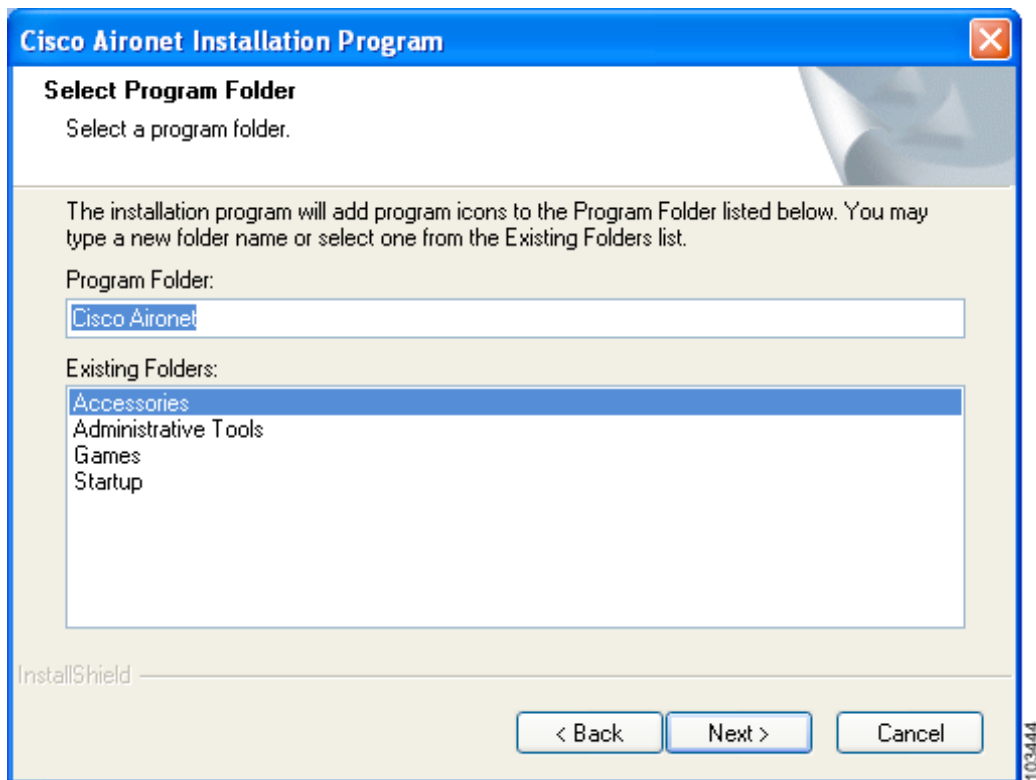 Cisco Aironet Installation Program
Select Program Folder
Select a program folder.
The installation program will add program icons to the Program Folder listed below. You may
type a new folder name or select one from the Existing Folders list.
Program Folder:
Cisco Aironet
Existing Folders:
Accessories
Administrative Tools
Games
Startup
InstallShield
< Back
Next >
Cancel
103444